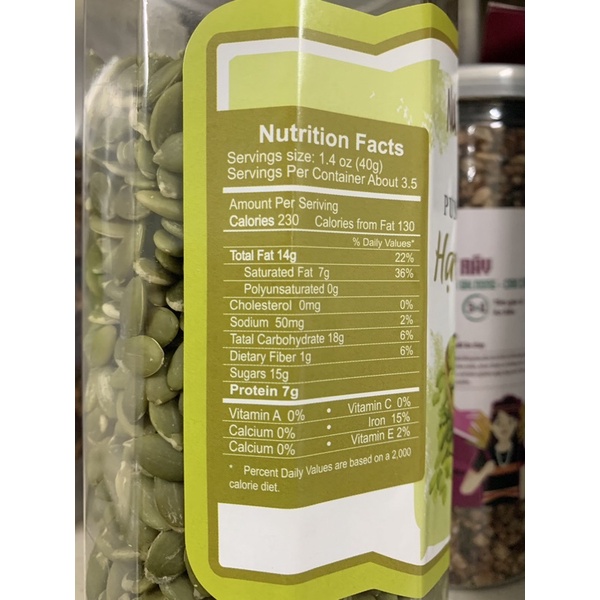 Nutrition Facts
Servings size: 1.4 oz (40g)
Servings Per Container About 3.5
Amount Per Seriving
Calories 230 Calories from Fat 130
% Daily Values*
Total Fat 14g 22%
Saturated Fat 7g 36%
Polyunsaturated 0g
Cholesterol 0mg 0%
Sodium 50mg 2%
Tatal Carbohydrate 18g 6%
Dietary Fiber 1g 6%
Sugars 15g
Protein 7g
Vitamin A 0% • Vitamin C 0%
Calcium 0% • Iron 15%
Calcium 0% • Vitamin E 2%
* Percent Daily Values are based on a 2,000
calorie diet.